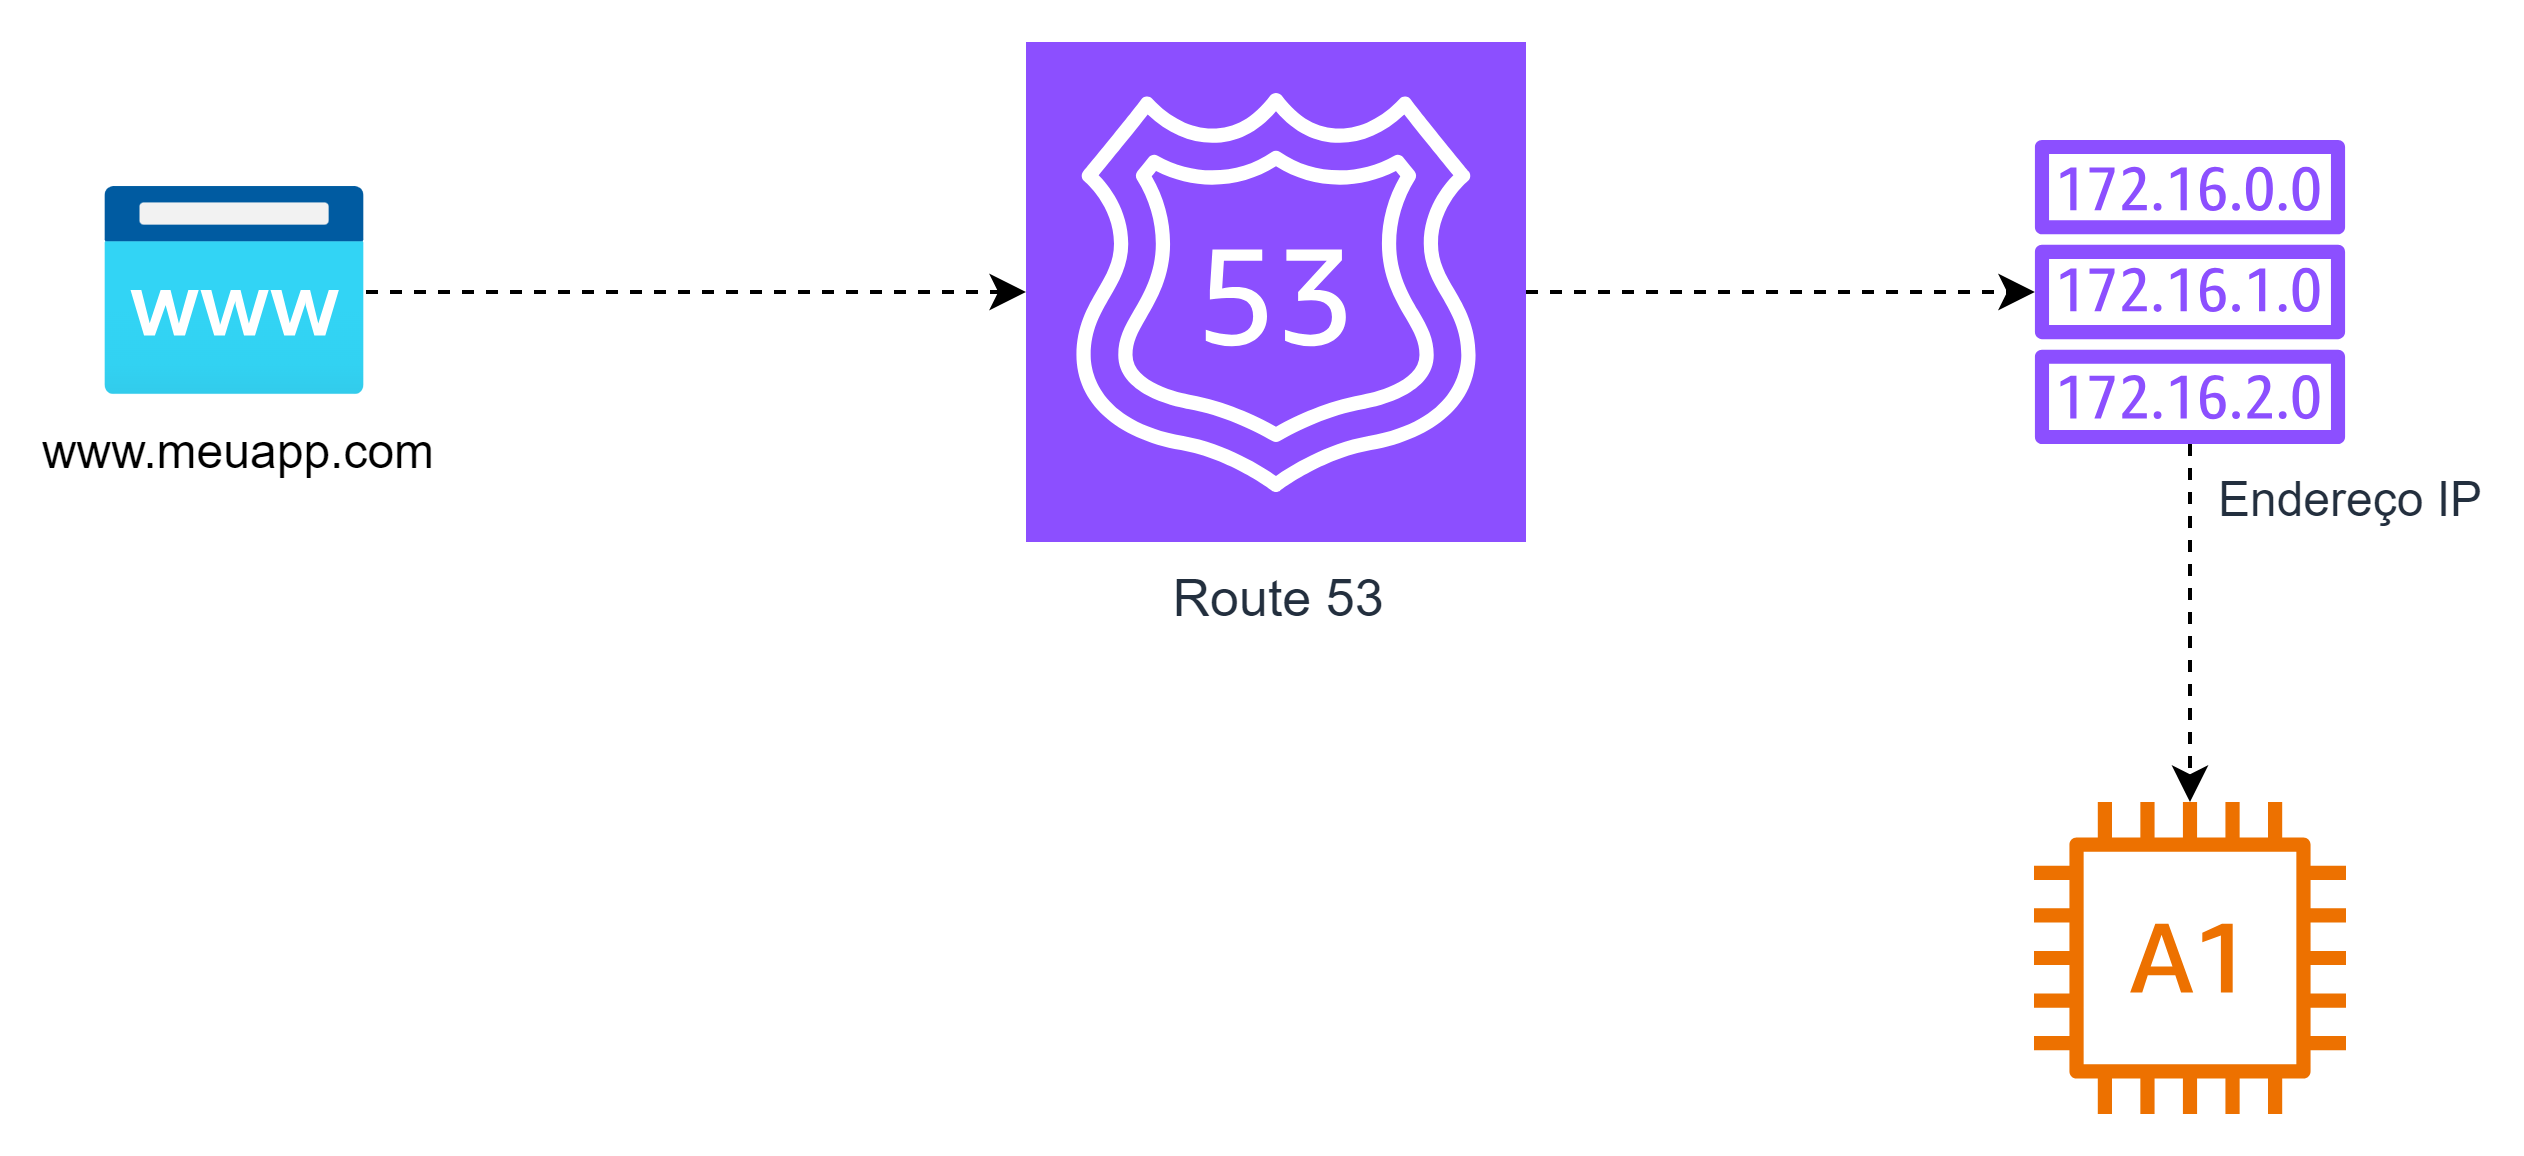 www
www.meuapp.com
53
Route 53
172.16.0.0
172.16.1.0
172.16.2.0
Endereço IP
A1